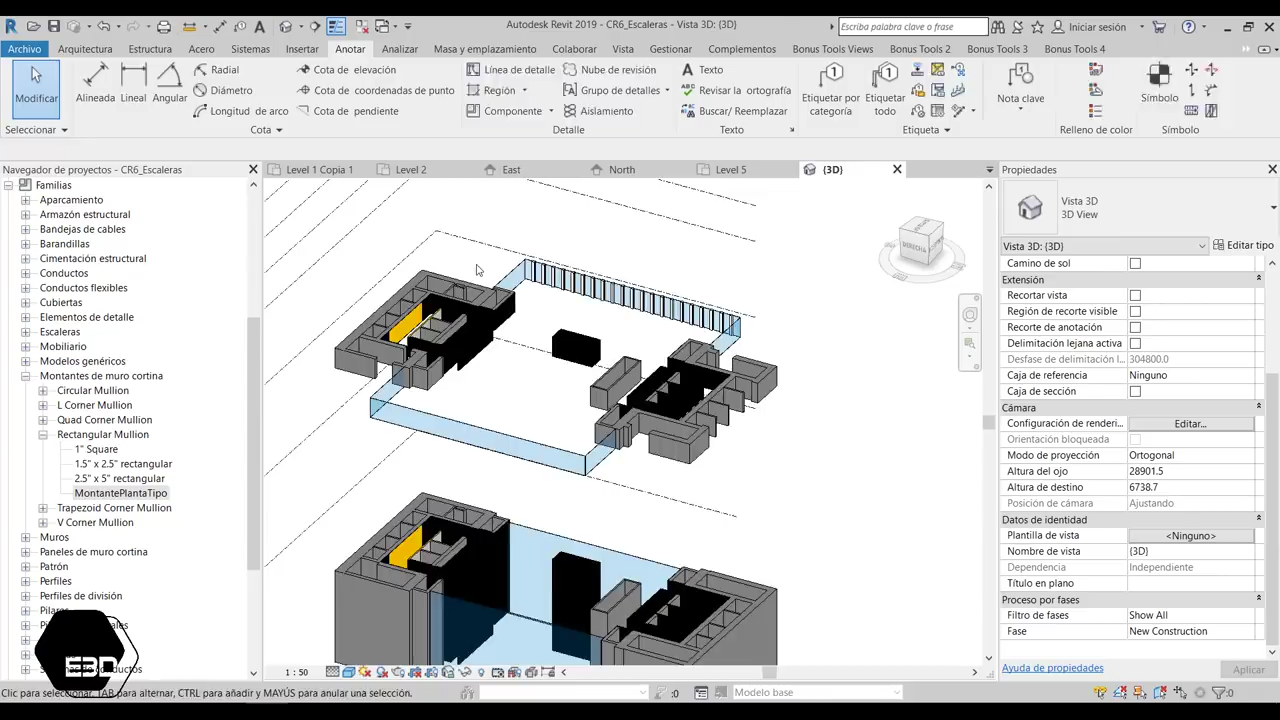 Autodesk Revit 2019 - CR6_Escaleras - Vista 3D: {3D}
Escriba palabra clave o frase
Iniciar sesión
Archivo Arquitectura Estructura Acero Sistemas Insertar Anotar Analizar Masa y emplazamiento Colaborar Vista Gestionar Complementos Bonus Tools Views Bonus Tools 2 Bonus Tools 3 Bonus Tools 4
Modificar
Alineada Lineal Angular
Radial
Diámetro
Longitud de arco
Cota de elevación
Cota de coordenadas de punto
Cota de pendiente
Línea de detalle
Región
Componente
Nube de revisión
Grupo de detalles
Aislamiento
Texto
Revisar la ortografía
Buscar/ Reemplazar
Etiquetar por categoría
Etiquetar todo
Nota clave
Símbolo
Seleccionar Cota Detalle Texto Etiqueta Relleno de color Símbolo
Navegador de proyectos - CR6_Escaleras
Level 1 Copia 1 Level 2 East North Level 5 {3D}
Familias
Aparcamiento
Armazón estructural
Bandejas de cables
Barandillas
Cimentación estructural
Conductos
Conductos flexibles
Cubiertas
Elementos de detalle
Escaleras
Mobiliario
Modelos genéricos
Montantes de muro cortina
Circular Mullion
L Corner Mullion
Quad Corner Mullion
Rectangular Mullion
1" Square
1.5" x 2.5" rectangular
2.5" x 5" rectangular
MontantePlantaTipo
Trapezoid Corner Mullion
V Corner Mullion
Muros
Paneles de muro cortina
Patrón
Perfiles
Perfiles de división
E3D
DERECHA
Propiedades
Vista 3D
3D View
Vista 3D: {3D} Editar tipo
Camino de sol
Extensión
Recortar vista
Región de recorte visible
Recorte de anotación
Delimitación lejana activa
Desfase de delimitación l... 304800.0
Caja de referencia Ninguno
Caja de sección
Cámara
Configuración de renderi... Editar...
Orientación bloqueada
Modo de proyección Ortogonal
Altura del ojo 28901.5
Altura de destino 6738.7
Posición de cámara Ajustando
Datos de identidad
Plantilla de vista <Ninguno>
Nombre de vista {3D}
Dependencia Independiente
Título en plano
Proceso por fases
Filtro de fases Show All
Fase New Construction
Ayuda de propiedades Aplicar
1 : 50
Clic para seleccionar, TAB para alternar, CTRL para añadir y MAYÚS para anular una selección.
:0
Modelo base
:0